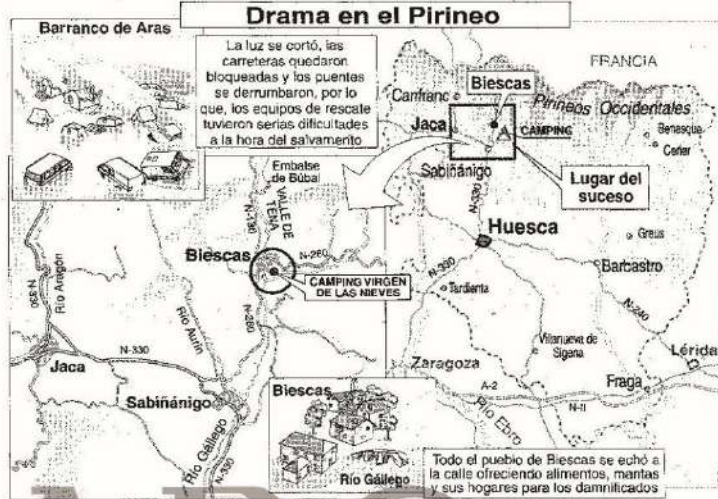 Drama en el Pirineo
Barranco de Aras
La luz se cortó, las
carreteras quedaron
bloqueadas y los puentes
se derrumbaron, por lo
que, los equipos de rescate
tuvieron serias dificultades
a la hora del salvamento
FRANCIA
Biescas
Canfranc
Pirineos Occidentales
Jaca
CAMPING
Benasque
Cerler
Sabiñánigo
Lugar del
suceso
N-330
Huesca
Graus
Barbastro
N-240
Tardienta
Villanueva de
Sigena
Zaragoza
Lérida
Fraga
A-2
N-II
Río Ebro
Embalse
de Búbal
VALLE DE
TENA
Biescas
N-260
CAMPING VIRGEN
DE LAS NIEVES
N-260
Río Aragón
N-330
Río Aurín
N-330
Jaca
Sabiñánigo
Río Gállego
N-330
Biescas
Río Gállego
Todo el pueblo de Biescas se echó a
la calle ofreciendo alimentos, mantas
y sus hogares para los damnificados